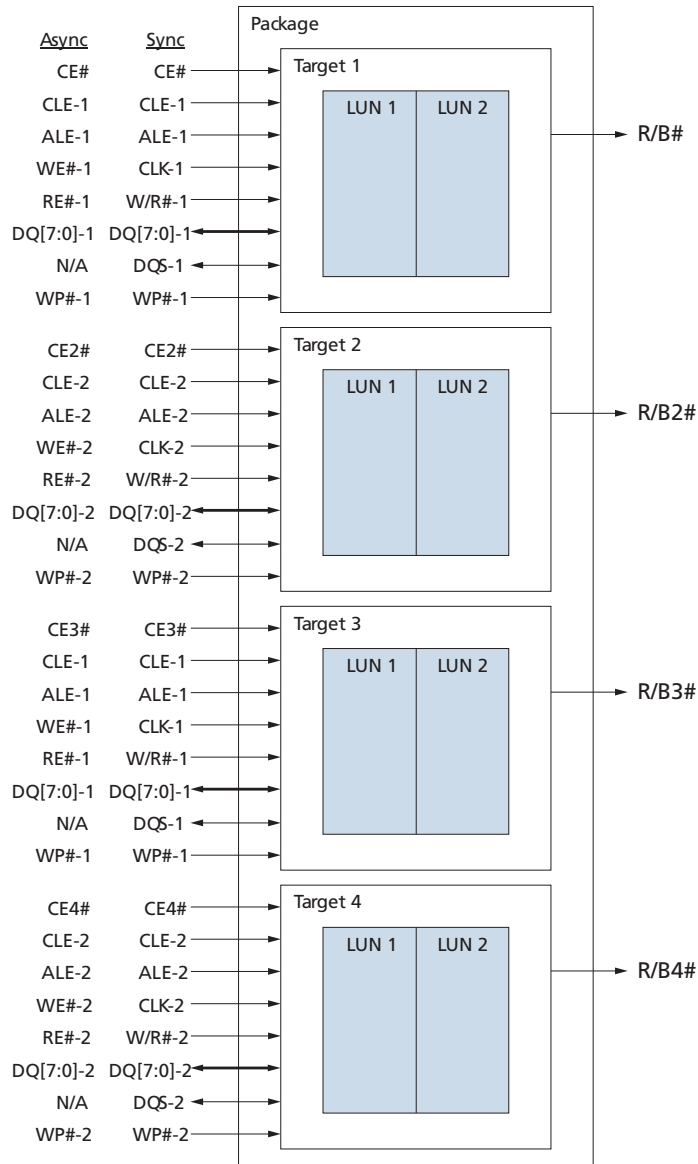 Package
Async Sync
Target 1
CE# CE#
CLE-1 CLE-1
LUN 1 LUN 2
ALE-1 ALE-1
R/B#
WE#-1 CLK-1
RE#-1 W/R#-1
DQ[7:0]-1 DQ[7:0]-1
N/A DQS-1
WP#-1 WP#-1
Target 2
CE2# CE2#
CLE-2 CLE-2
LUN 1 LUN 2
ALE-2 ALE-2
R/B2#
WE#-2 CLK-2
RE#-2 W/R#-2
DQ[7:0]-2 DQ[7:0]-2
N/A DQS-2
WP#-2 WP#-2
Target 3
CE3# CE3#
CLE-1 CLE-1
LUN 1 LUN 2
ALE-1 ALE-1
R/B3#
WE#-1 CLK-1
RE#-1 W/R#-1
DQ[7:0]-1 DQ[7:0]-1
N/A DQS-1
WP#-1 WP#-1
Target 4
CE4# CE4#
CLE-2 CLE-2
LUN 1 LUN 2
ALE-2 ALE-2
R/B4#
WE#-2 CLK-2
RE#-2 W/R#-2
DQ[7:0]-2 DQ[7:0]-2
N/A DQS-2
WP#-2 WP#-2